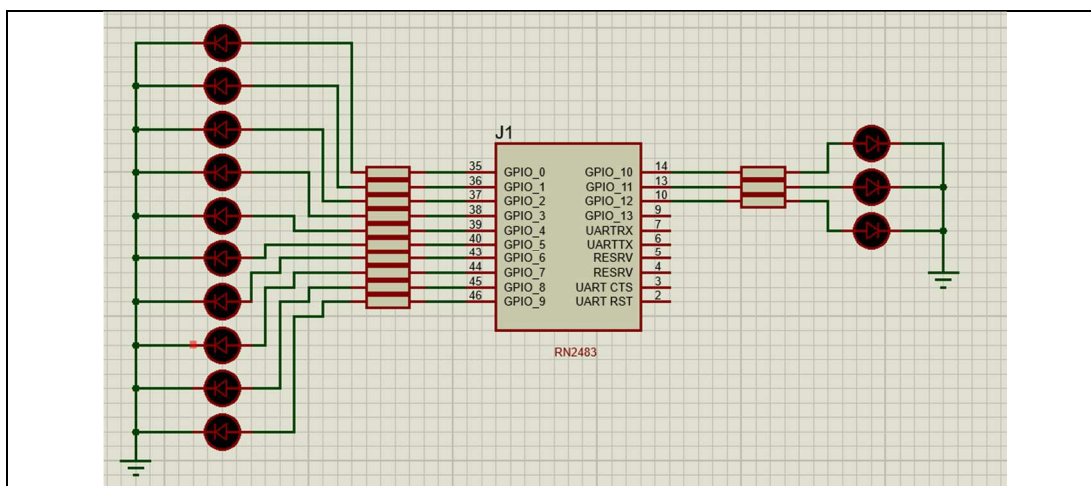 J1
35 GPIO_0 GPIO_10 14
36 GPIO_1 GPIO_11 13
37 GPIO_2 GPIO_12 10
38 GPIO_3 GPIO_13 9
39 GPIO_4 UARTRX 7
40 GPIO_5 UARTTX 6
43 GPIO_6 RESRV 5
44 GPIO_7 RESRV 4
45 GPIO_8 UART CTS 3
46 GPIO_9 UART RST 2
RN2483